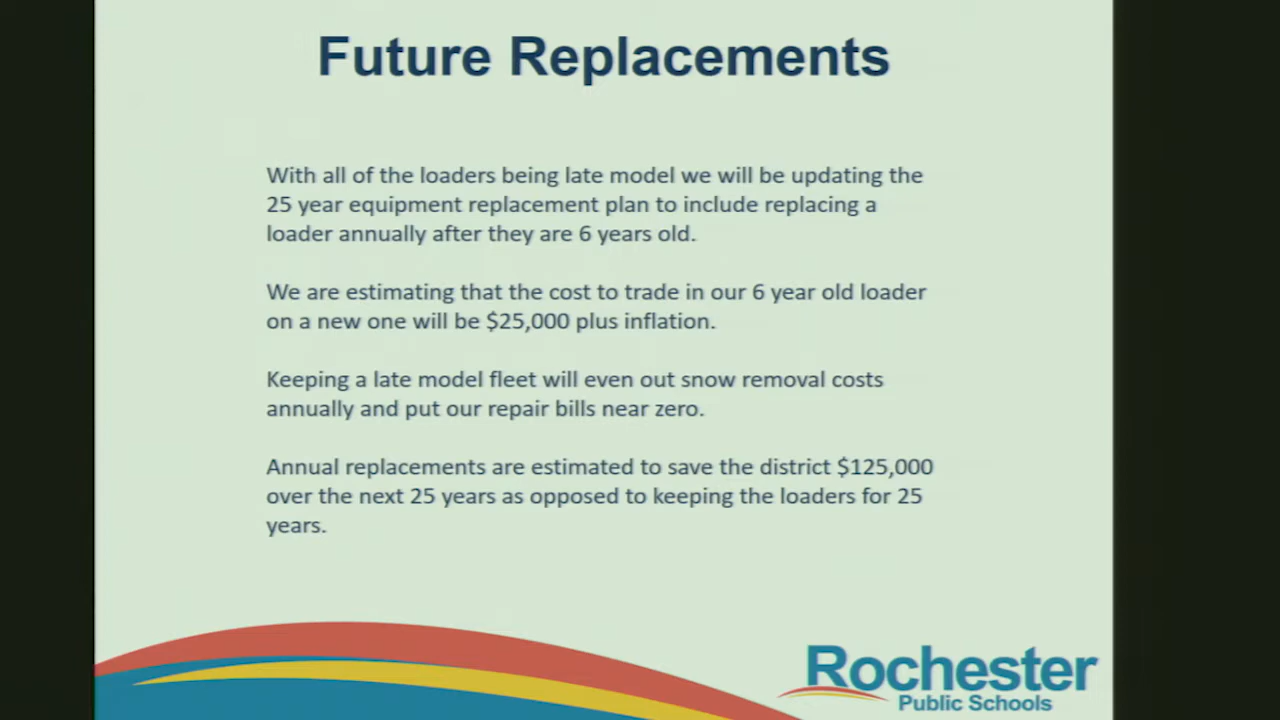 Future Replacements
With all of the loaders being late model we will be updating the
25 year equipment replacement plan to include replacing a
loader annually after they are 6 years old.
We are estimating that the cost to trade in our 6 year old loader
on a new one will be $25,000 plus inflation.
Keeping a late model fleet will even out snow removal costs
annually and put our repair bills near zero.
Annual replacements are estimated to save the district $125,000
over the next 25 years as opposed to keeping the loaders for 25
years.
Rochester
Public Schools